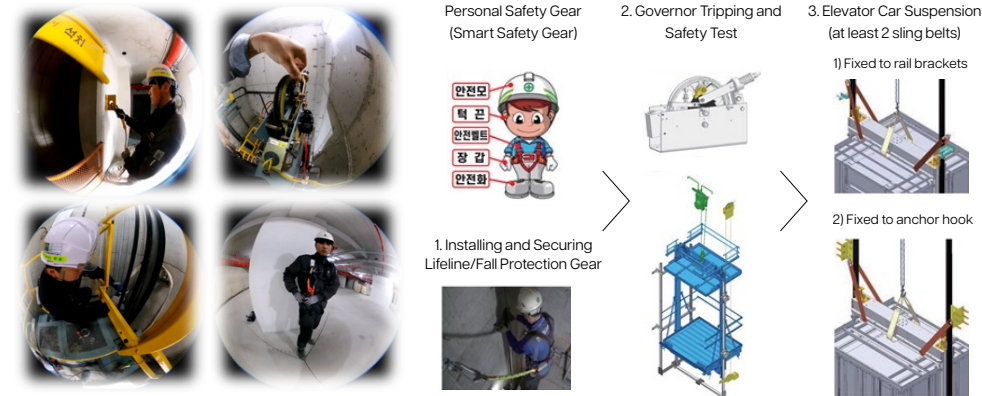 설치
Personal Safety Gear
(Smart Safety Gear)
안전모
턱 끈
안전벨트
장 갑
안전화
1. Installing and Securing
Lifeline/Fall Protection Gear
2. Governor Tripping and
Safety Test
3. Elevator Car Suspension
(at least 2 sling belts)
1) Fixed to rail brackets
2) Fixed to anchor hook